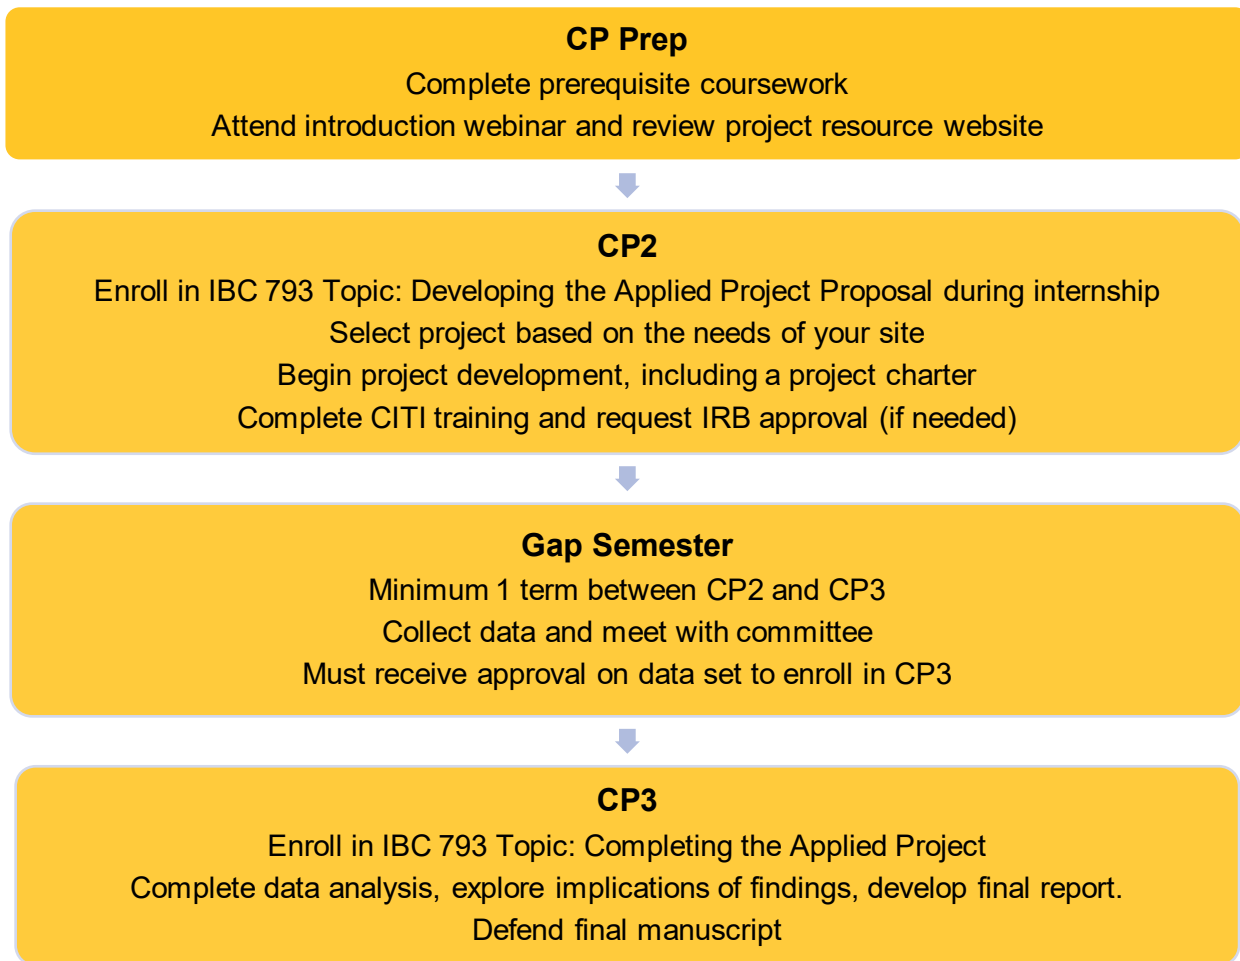 CP Prep
Complete prerequisite coursework
Attend introduction webinar and review project resource website
CP2
Enroll in IBC 793 Topic: Developing the Applied Project Proposal during internship
Select project based on the needs of your site
Begin project development, including a project charter
Complete CITI training and request IRB approval (if needed)
Gap Semester
Minimum 1 term between CP2 and CP3
Collect data and meet with committee
Must receive approval on data set to enroll in CP3
CP3
Enroll in IBC 793 Topic: Completing the Applied Project
Complete data analysis, explore implications of findings, develop final report.
Defend final manuscript